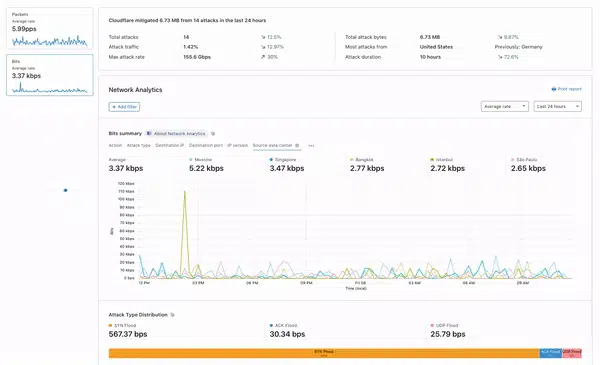 Packets
Average rate
5.99pps
Bits
Average rate
3.37 kbps
Cloudflare mitigated 6.73 MB from 14 attacks in the last 24 hours
Total attacks 14 ↘ 12.5% Total attack bytes 6.73 MB ↘ 9.87%
Attack traffic 1.42% ↘ 12.97% Most attacks from United States Previously: Germany
Max attack rate 155.6 Gbps ↗ 30% Attack duration 10 hours ↘ 72.6%
Network Analytics
Print report
+ Add filter
Average rate
Last 24 hours
Bits summary About Network Analytics
Action Attack type Destination IP Destination port IP version Source data center
Average Moscow Singapore Bangkok Istanbul São Paulo
3.37 kbps 5.22 kbps 3.47 kbps 2.77 kbps 2.72 kbps 2.65 kbps
120 kbps
110 kbps
100 kbps
90 kbps
80 kbps
70 kbps
60 kbps
50 kbps
40 kbps
30 kbps
20 kbps
10 kbps
0 kbps
Bits
12 PM 03 PM 06 PM 09 PM Fri 08 03 AM 06 AM 09 AM
Time (local)
Attack Type Distribution
SYN Flood ACK Flood UDP Flood
567.37 bps 30.34 bps 25.79 bps
SYN Flood ACK Flood UDP Flood